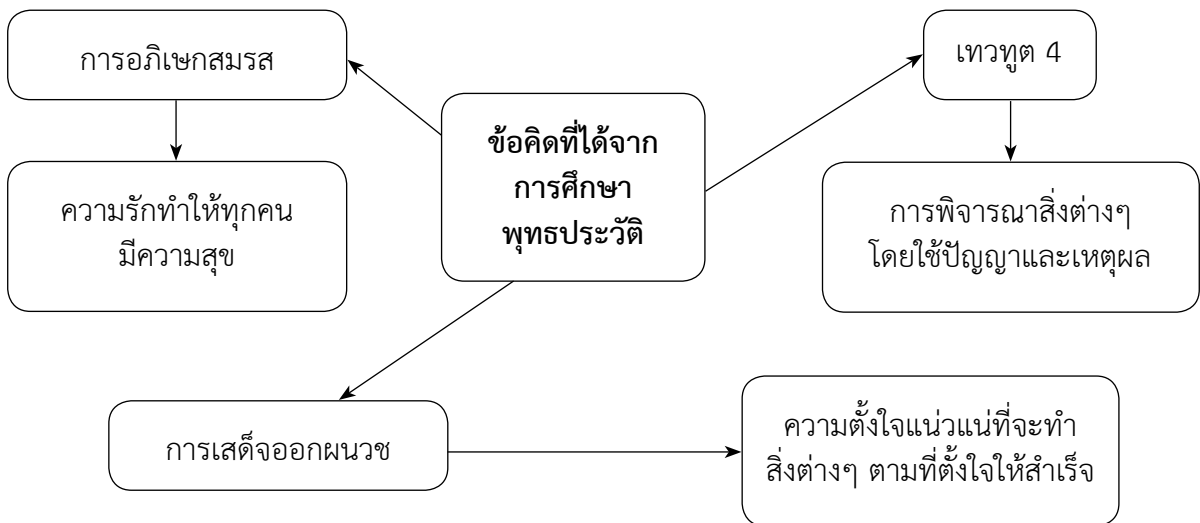 การอภิเษกสมรส
เทวทูต 4
ข้อคิดที่ได้จาก
การศึกษา
พุทธประวัติ
ความรักทำให้ทุกคน
มีความสุข
การพิจารณาสิ่งต่างๆ
โดยใช้ปัญญาและเหตุผล
การเสด็จออกผนวช
ความตั้งใจแน่วแน่ที่จะทำ
สิ่งต่างๆ ตามที่ตั้งใจให้สำเร็จ